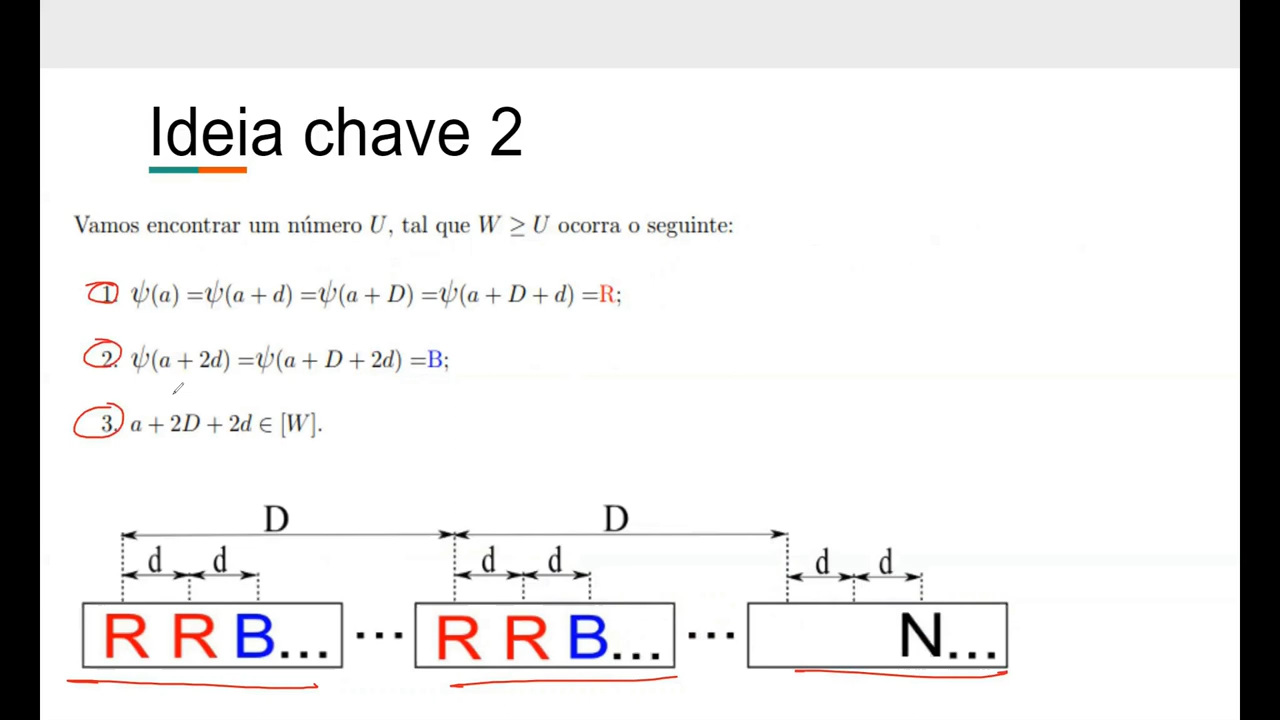 Ideia chave 2
Vamos encontrar um número U, tal que W ≥ U ocorra o seguinte:
1. ψ(a) =ψ(a + d) =ψ(a + D) =ψ(a + D + d) =R;
2. ψ(a + 2d) =ψ(a + D + 2d) =B;
3. a + 2D + 2d ∈ [W].
D D
d d d d d d
R R B... ... R R B... ... N...